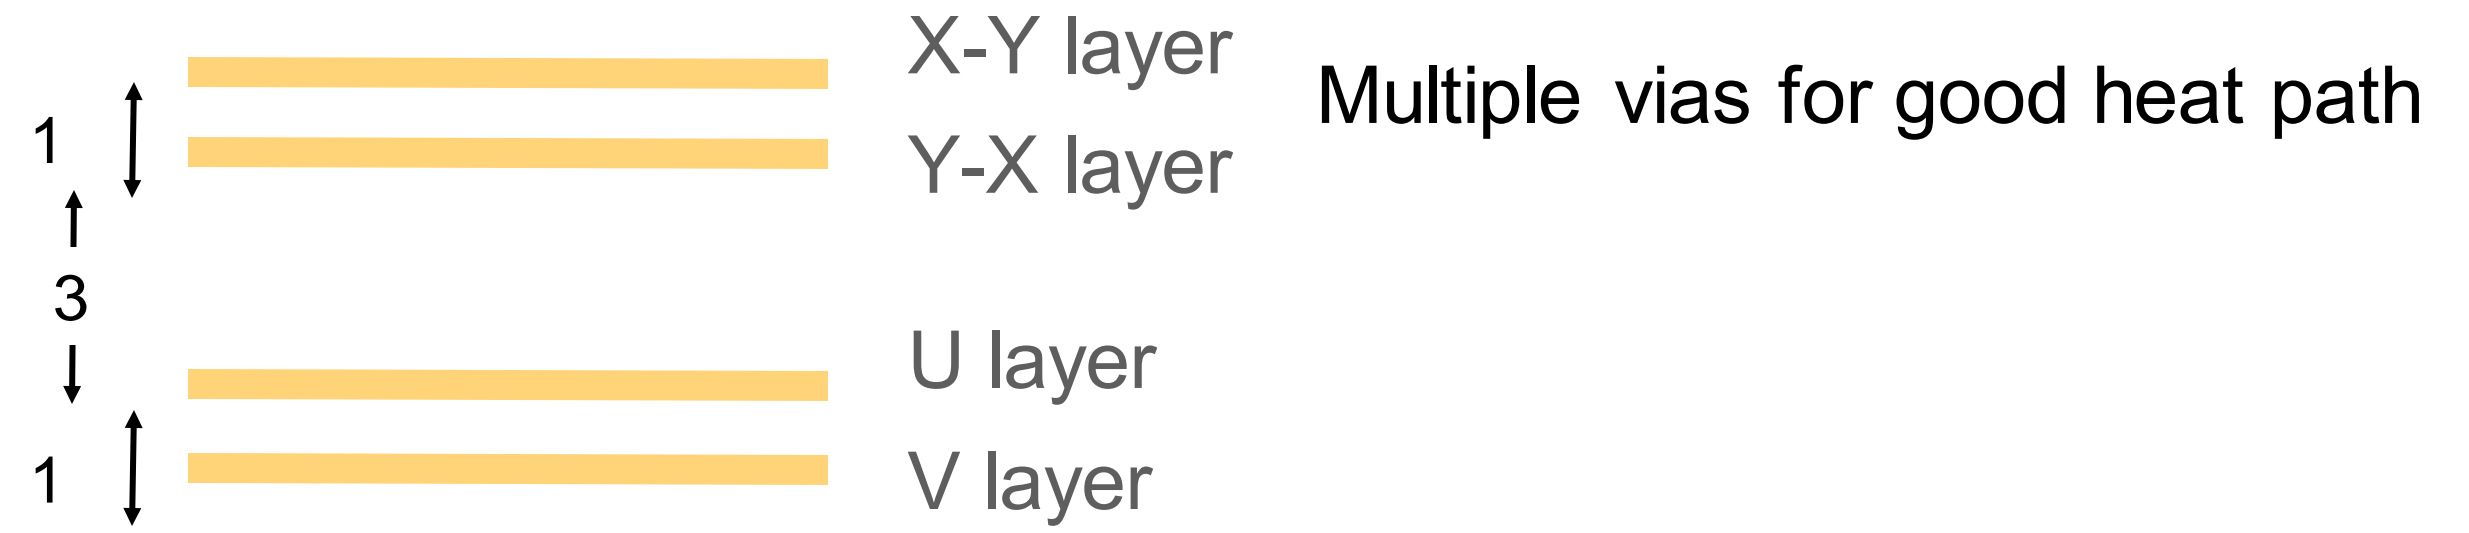 X-Y layer
Multiple vias for good heat path
1
Y-X layer
3
U layer
1
V layer